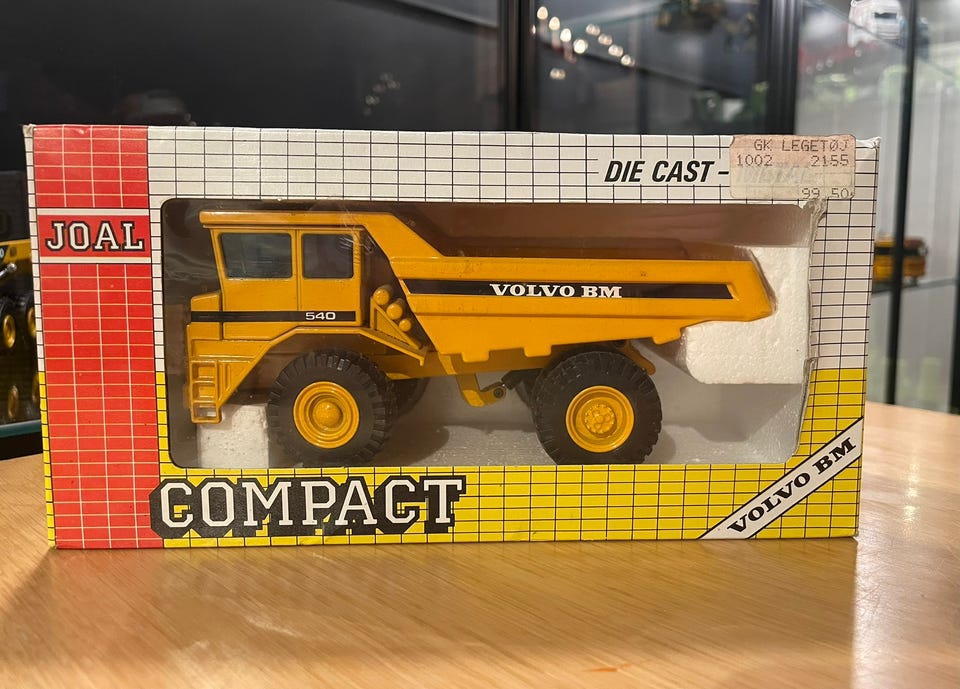 DIE CAST-
GK LEGETØJ
1002 2155
99.50
JOAL
VOLVO BM
540
COMPACT
VOLVO BM